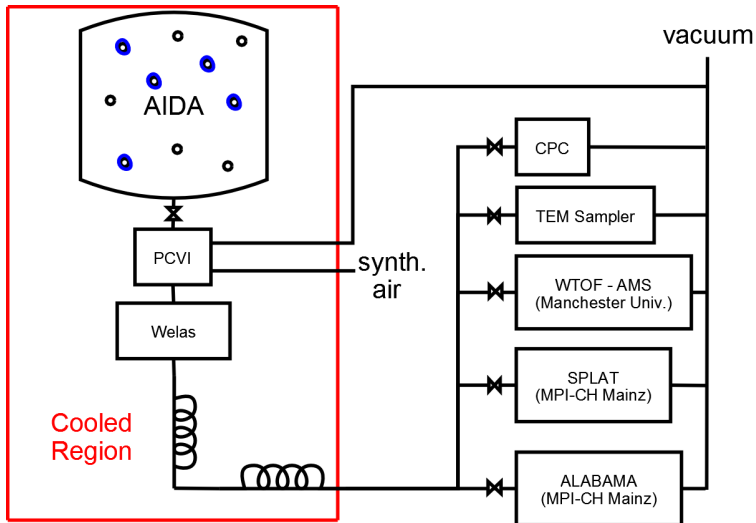 vacuum
AIDA
CPC
TEM Sampler
PCVI
synth.
air
WTOF - AMS
(Manchester Univ.)
Welas
SPLAT
(MPI-CH Mainz)
Cooled
Region
ALABAMA
(MPI-CH Mainz)